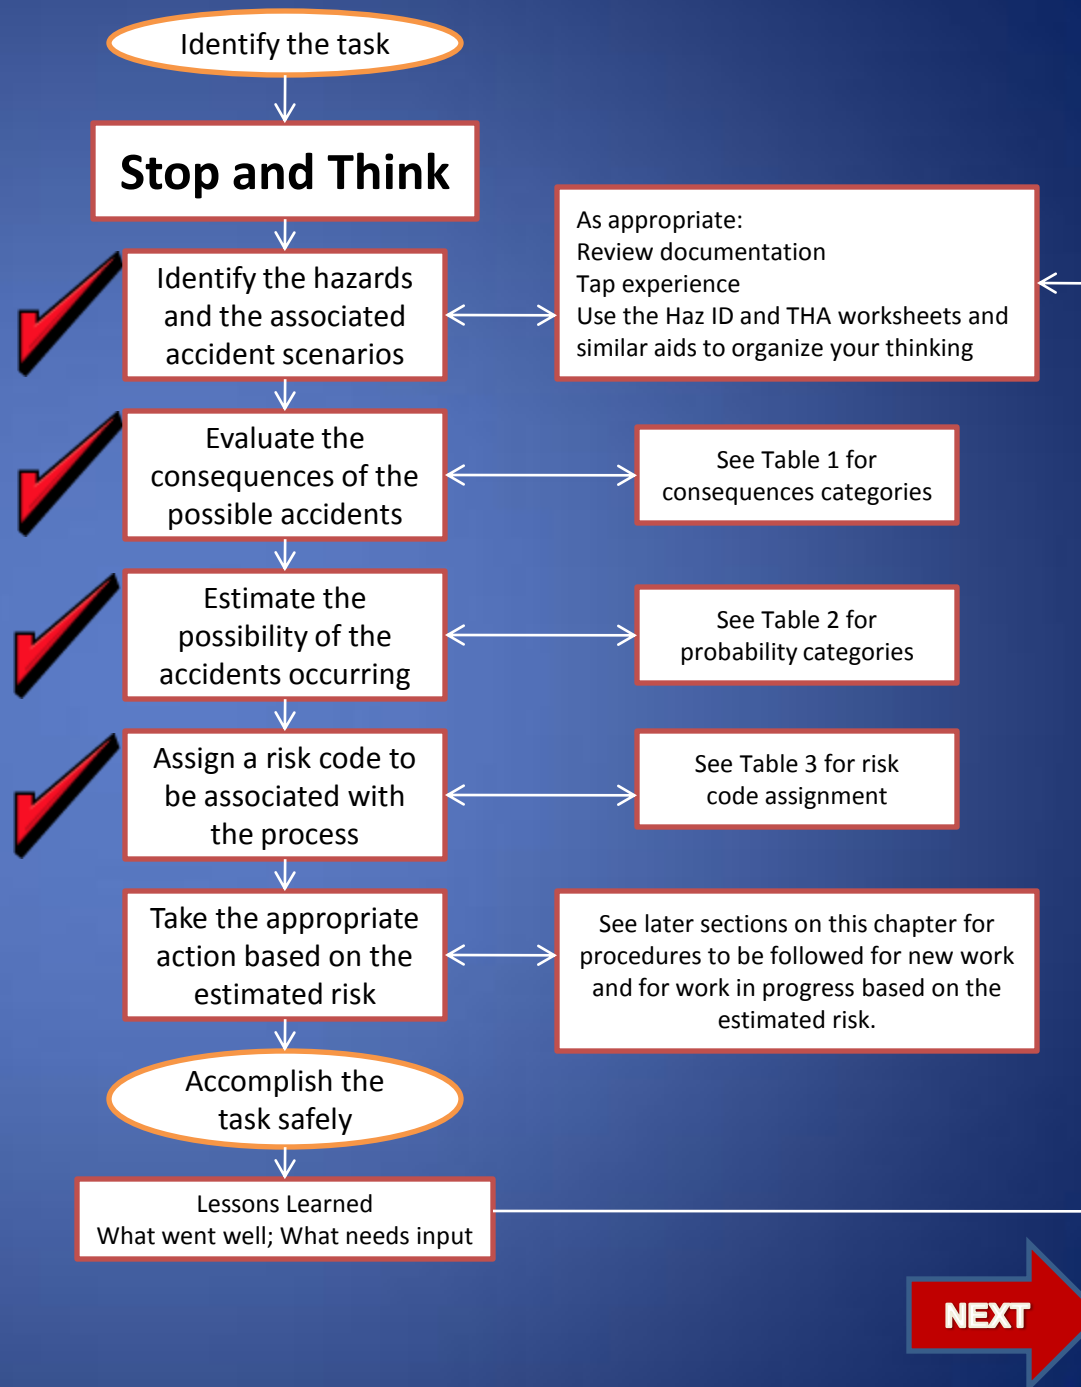 Identify the task
Stop and Think
Identify the hazards
and the associated
accident scenarios
As appropriate:
Review documentation
Tap experience
Use the Haz ID and THA worksheets and
similar aids to organize your thinking
Evaluate the
consequences of the
possible accidents
See Table 1 for
consequences categories
Estimate the
possibility of the
accidents occurring
See Table 2 for
probability categories
Assign a risk code to
be associated with
the process
See Table 3 for risk
code assignment
Take the appropriate
action based on the
estimated risk
See later sections on this chapter for
procedures to be followed for new work
and for work in progress based on the
estimated risk.
Accomplish the
task safely
Lessons Learned
What went well; What needs input
NEXT